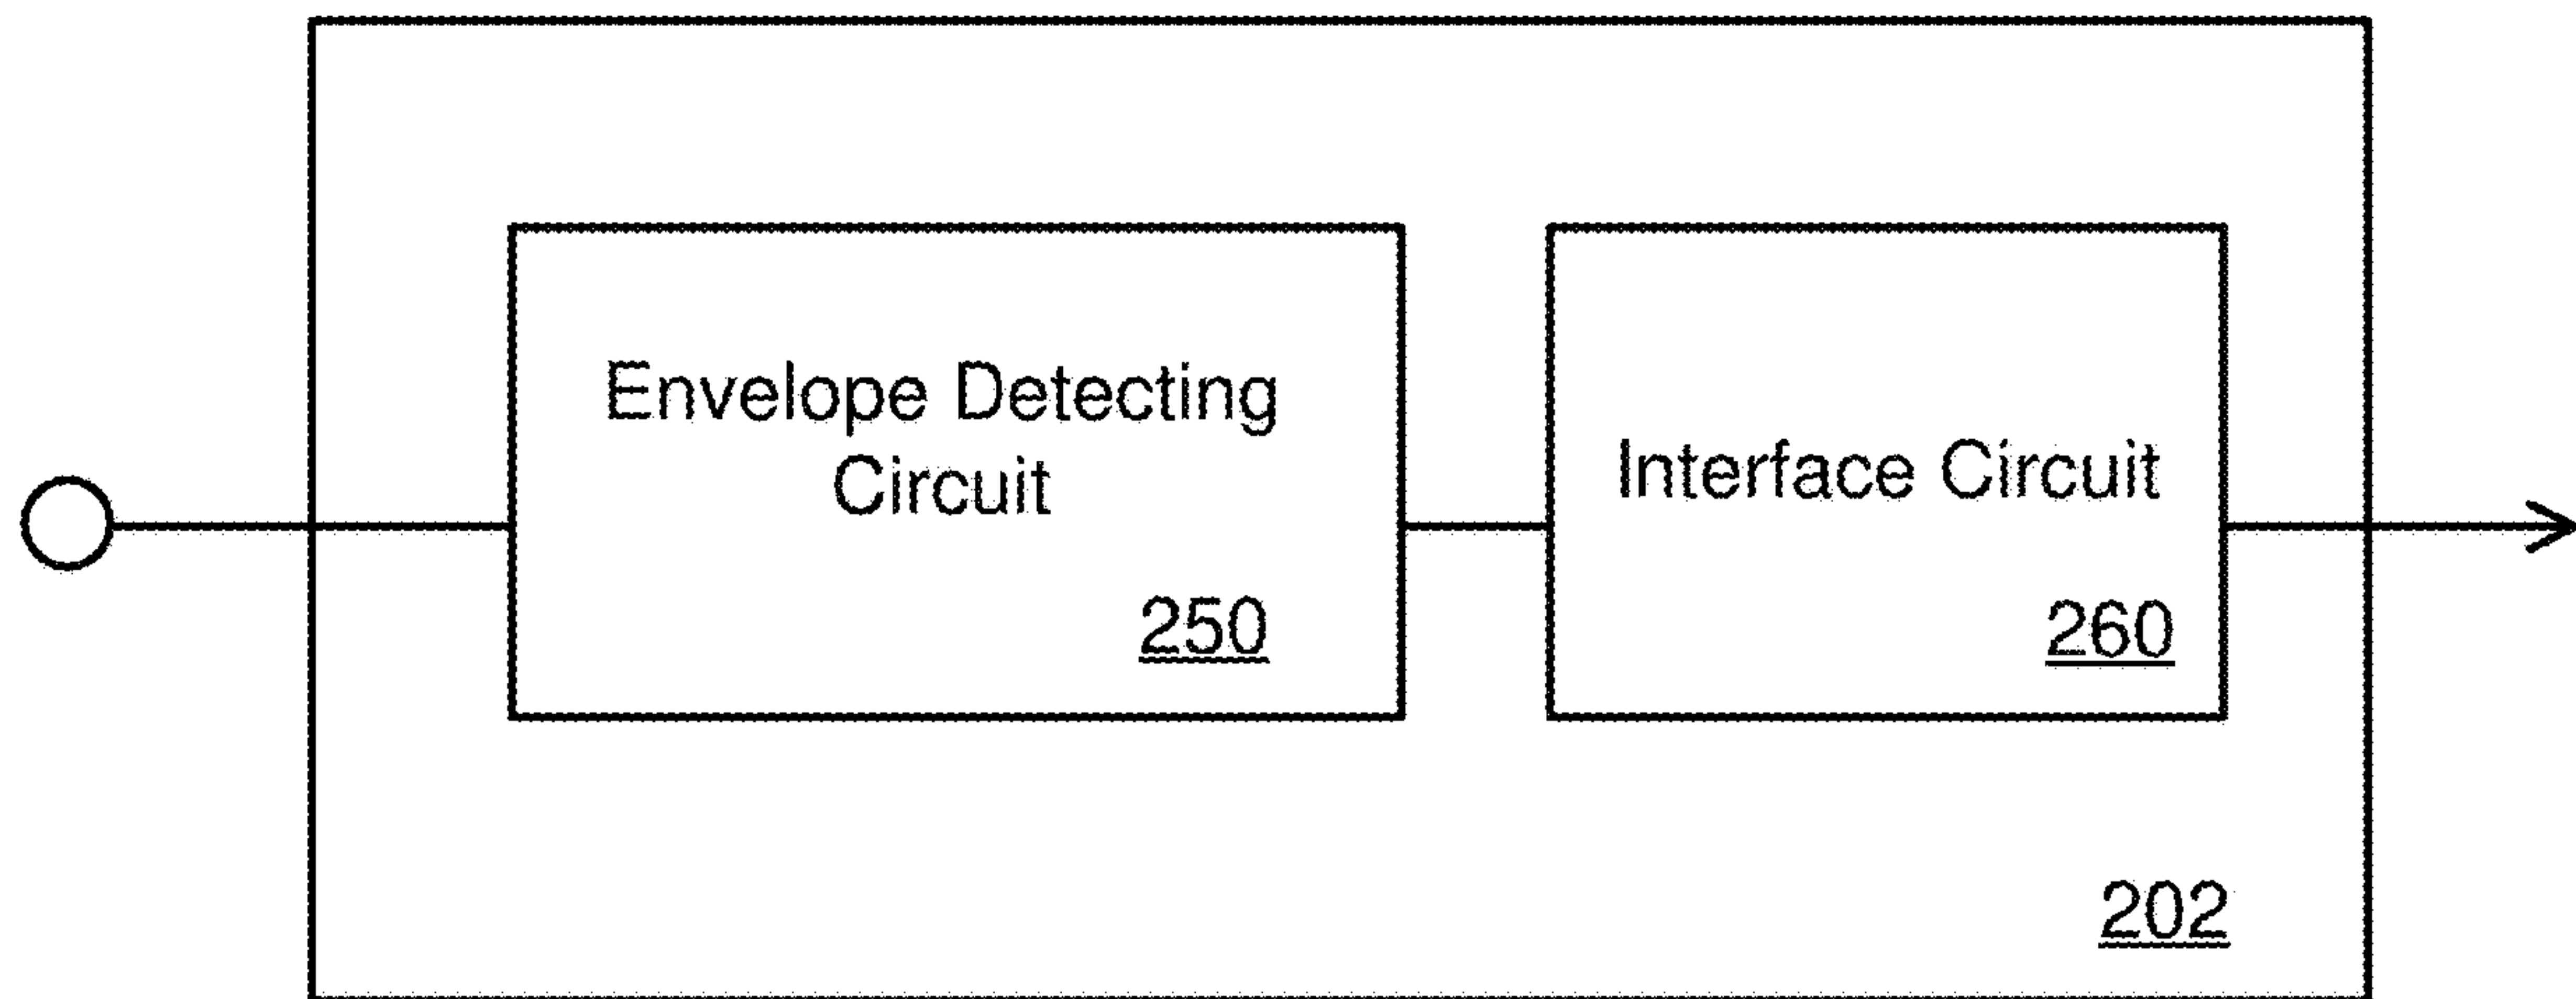 Envelope Detecting
Circuit
250
Interface Circuit
260
202